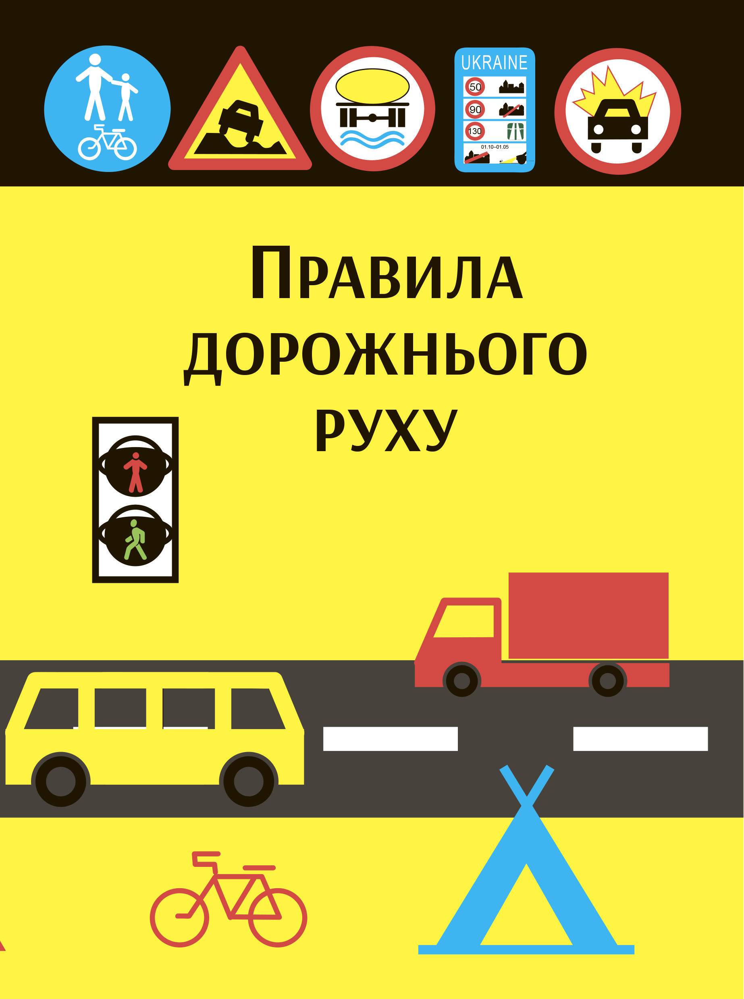 UKRAINE
50
90
130
01.10–01.05
Правила
дорожнього
руху